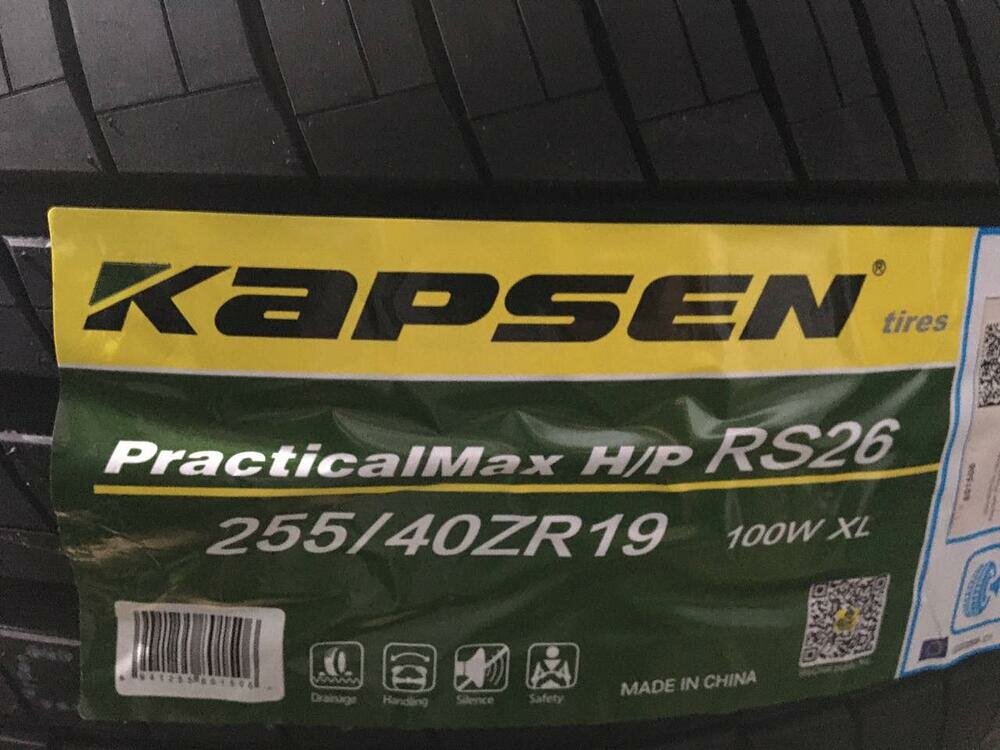 KAPSEN®
tires
PracticalMax H/P RS26
255/40ZR19 100W XL
Drainage Handling Silence Safety
MADE IN CHINA